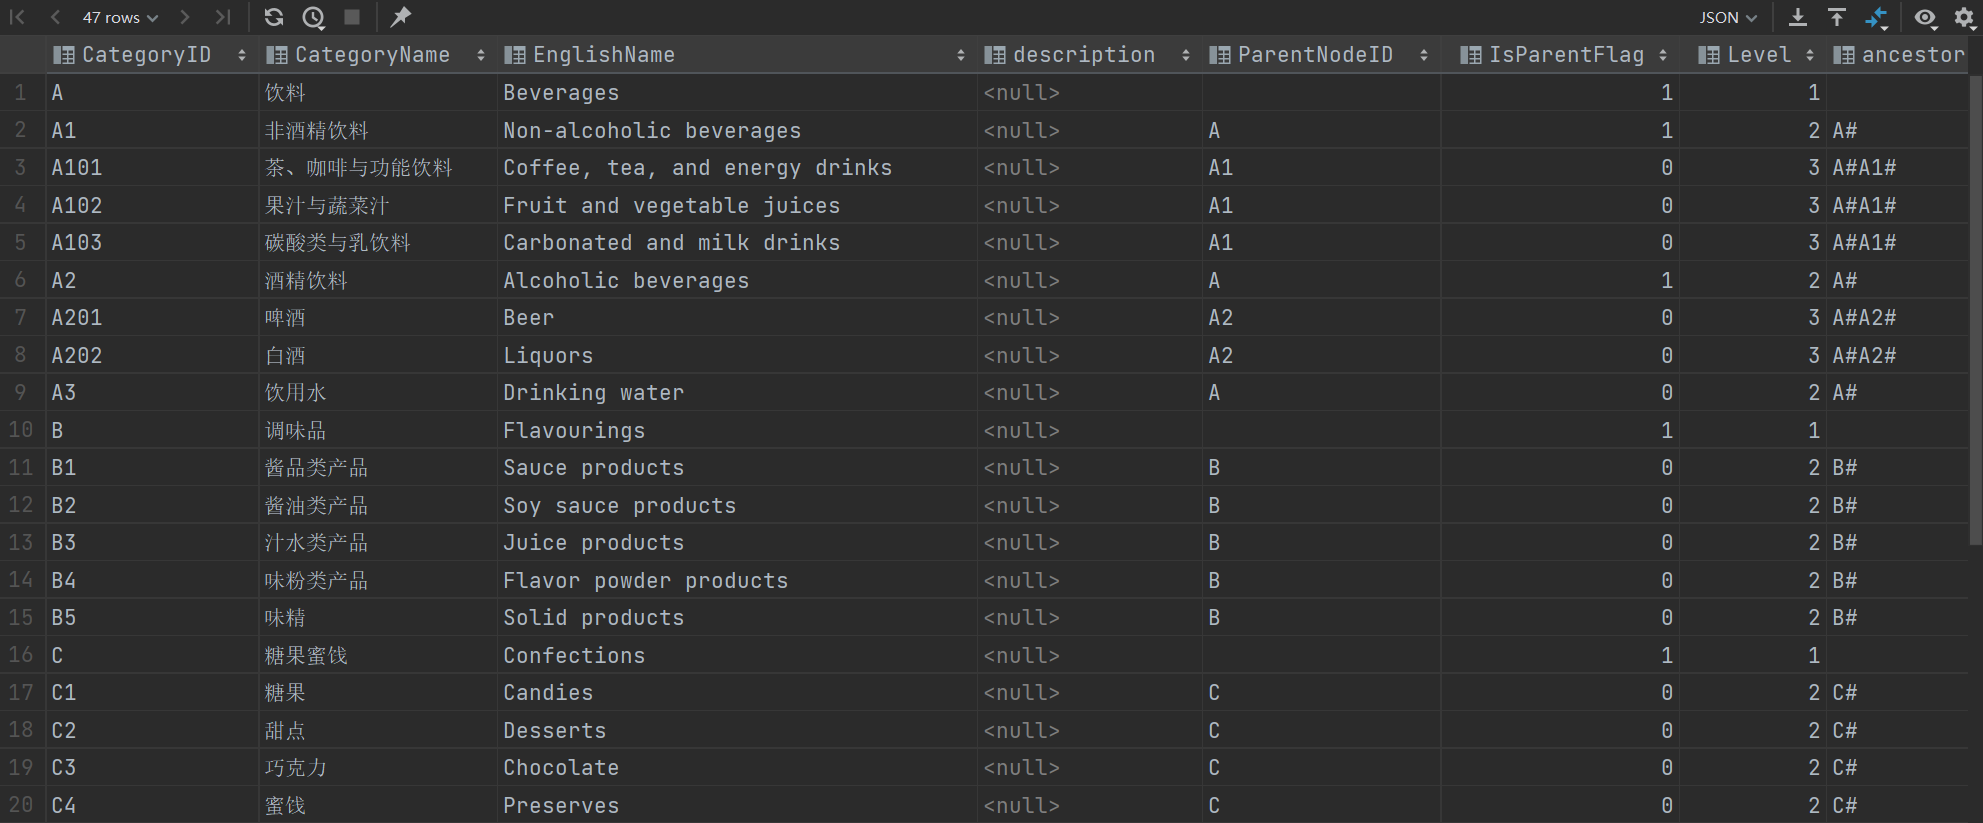 47 rows JSON
CategoryID CategoryName EnglishName description ParentNodeID IsParentFlag Level ancestor
1 A 饮料 Beverages <null> 1 1
2 A1 非酒精饮料 Non-alcoholic beverages <null> A 1 2 A#
3 A101 茶、咖啡与功能饮料 Coffee, tea, and energy drinks <null> A1 0 3 A#A1#
4 A102 果汁与蔬菜汁 Fruit and vegetable juices <null> A1 0 3 A#A1#
5 A103 碳酸类与乳饮料 Carbonated and milk drinks <null> A1 0 3 A#A1#
6 A2 酒精饮料 Alcoholic beverages <null> A 1 2 A#
7 A201 啤酒 Beer <null> A2 0 3 A#A2#
8 A202 白酒 Liquors <null> A2 0 3 A#A2#
9 A3 饮用水 Drinking water <null> A 0 2 A#
10 B 调味品 Flavourings <null> 1 1
11 B1 酱品类产品 Sauce products <null> B 0 2 B#
12 B2 酱油类产品 Soy sauce products <null> B 0 2 B#
13 B3 汁水类产品 Juice products <null> B 0 2 B#
14 B4 味粉类产品 Flavor powder products <null> B 0 2 B#
15 B5 味精 Solid products <null> B 0 2 B#
16 C 糖果蜜饯 Confections <null> 1 1
17 C1 糖果 Candies <null> C 0 2 C#
18 C2 甜点 Desserts <null> C 0 2 C#
19 C3 巧克力 Chocolate <null> C 0 2 C#
20 C4 蜜饯 Preserves <null> C 0 2 C#